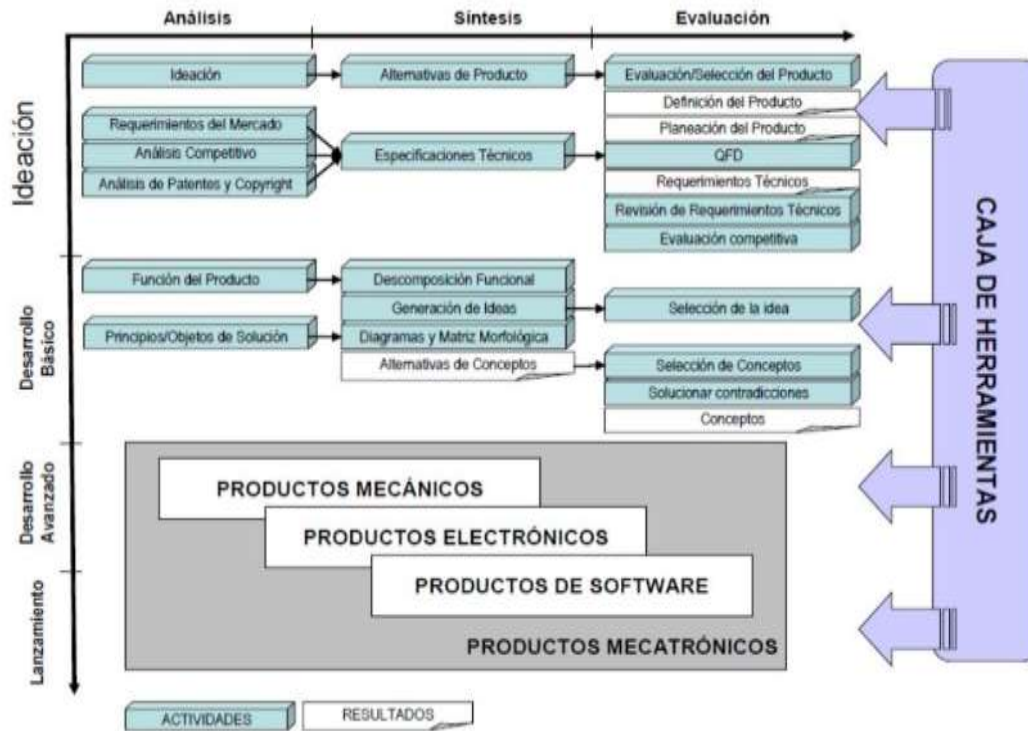 Análisis
Síntesis
Evaluación
Ideación
Ideación
Alternativas de Producto
Evaluación/Selección del Producto
Definición del Producto
Planeación del Producto
Requerimientos del Mercado
Análisis Competitivo
Análisis de Patentes y Copyright
Especificaciones Técnicos
QFD
Requerimientos Técnicos
Revisión de Requerimientos Técnicos
Evaluación competitiva
Desarrollo
Básico
Función del Producto
Descomposición Funcional
Generación de Ideas
Selección de la idea
Principios/Objetos de Solución
Diagramas y Matriz Morfológica
Alternativas de Conceptos
Selección de Conceptos
Solucionar contradicciones
Conceptos
Desarrollo
Avanzado
PRODUCTOS MECÁNICOS
PRODUCTOS ELECTRÓNICOS
PRODUCTOS DE SOFTWARE
Lanzamiento
PRODUCTOS MECATRÓNICOS
CAJA DE HERRAMIENTAS
ACTIVIDADES
RESULTADOS